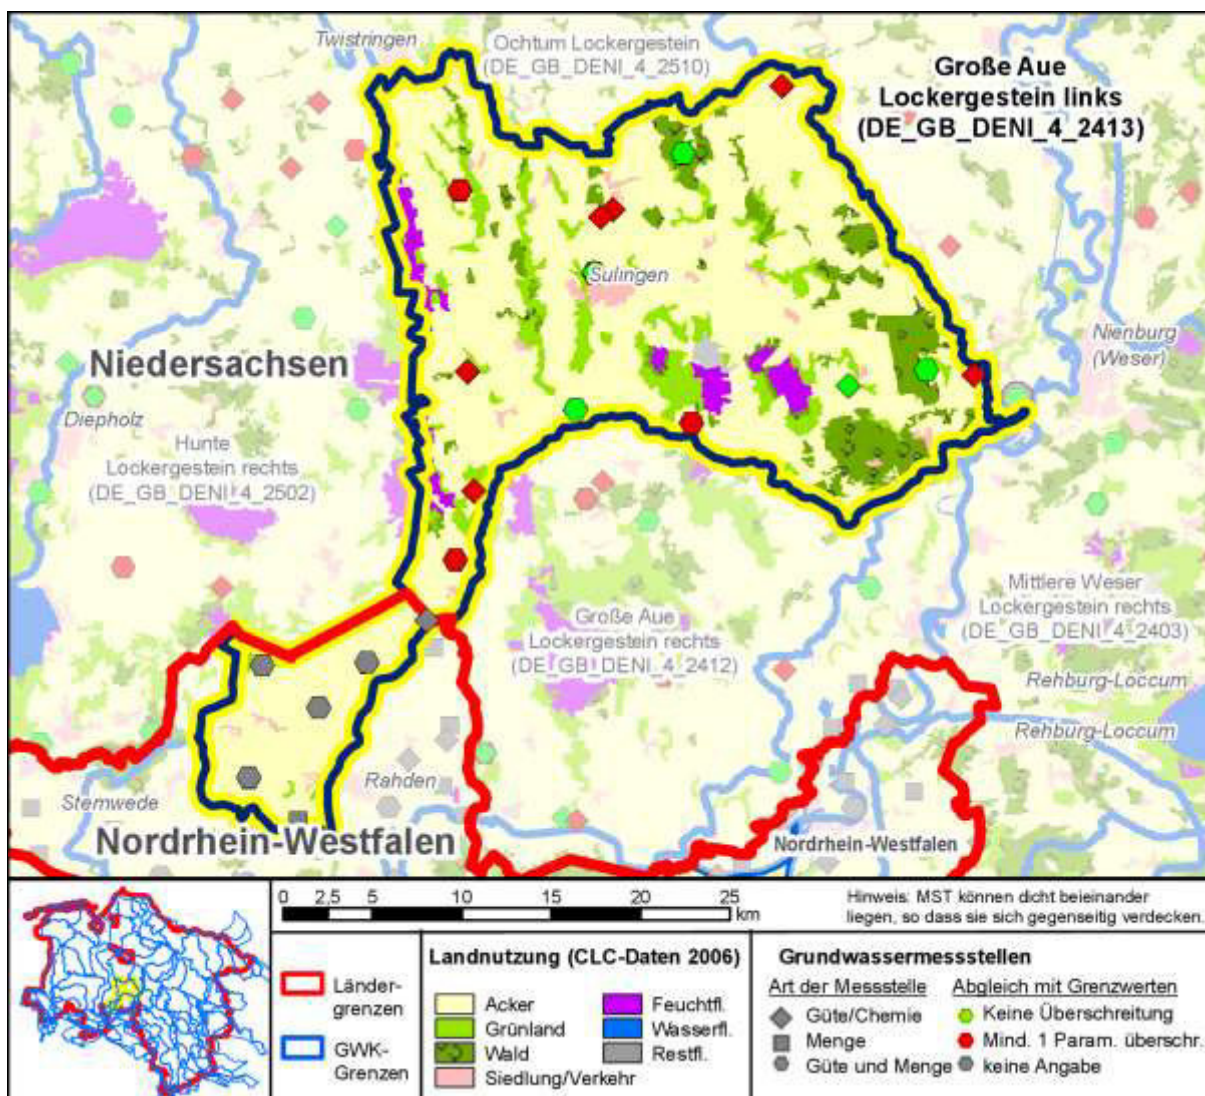 Twistringen
Ochtum Lockergestein
(DE_GB_DENI_4_2510)
Große Aue
Lockergestein links
(DE_GB_DENI_4_2413)
Sulingen
Niedersachsen
Nienburg
(Weser)
Diepholz
Hunte
Lockergestein rechts
(DE_GB_DENI_4_2502)
Große Aue
Lockergestein rechts
(DE_GB_DENI_4_2412)
Mittlere Weser
Lockergestein rechts
(DE_GB_DENI_4_2403)
Rehburg-Loccum
Rehburg-Loccum
Rahden
Stemwede
Nordrhein-Westfalen
Nordrhein-Westfalen
0 2,5 5 10 15 20 25
km
Hinweis: MST können dicht beieinander
liegen, so dass sie sich gegenseitig verdecken.
Länder-
grenzen
GWK-
Grenzen
Landnutzung (CLC-Daten 2006)
Acker
Grünland
Wald
Siedlung/Verkehr
Feuchtfl.
Wasserfl.
Restfl.
Grundwassermessstellen
Art der Messstelle
Güte/Chemie
Menge
Güte und Menge
Abgleich mit Grenzwerten
Keine Überschreitung
Mind. 1 Param. überschr.
keine Angabe